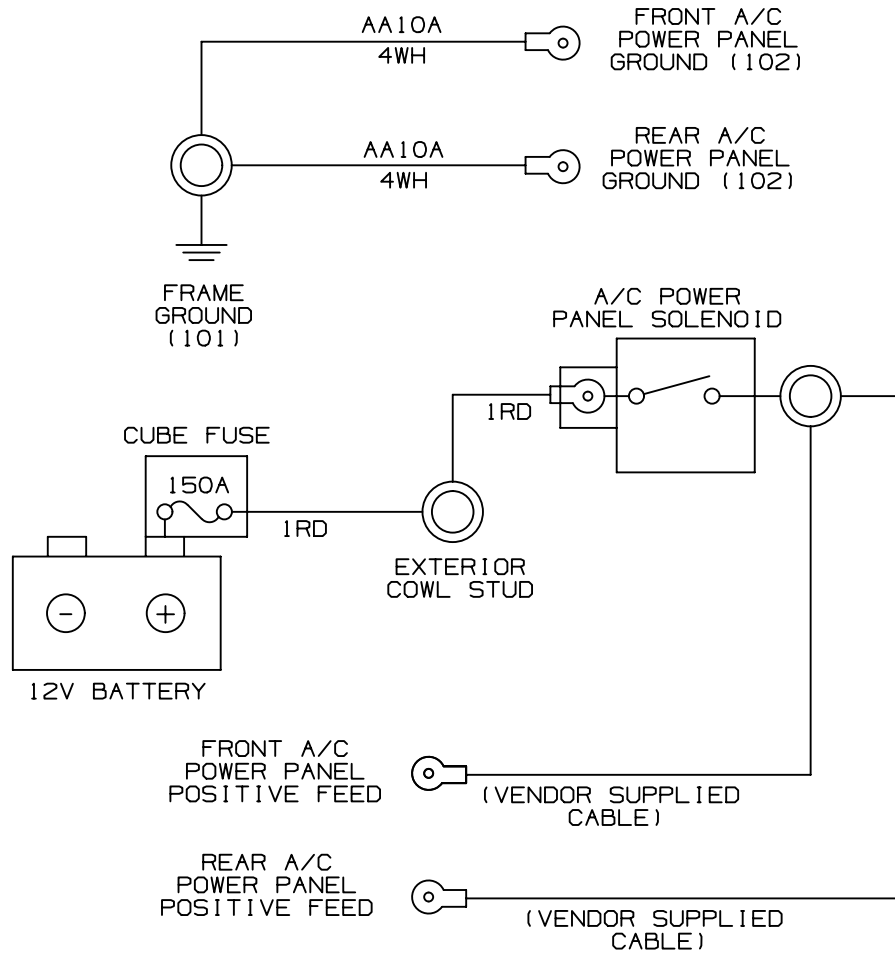 AA10A
4WH
FRONT A/C
POWER PANEL
GROUND (102)
AA10A
4WH
REAR A/C
POWER PANEL
GROUND (102)
FRAME
GROUND
(101)
A/C POWER
PANEL SOLENOID
1RD
CUBE FUSE
150A
1RD
EXTERIOR
COWL STUD
- +
12V BATTERY
FRONT A/C
POWER PANEL
POSITIVE FEED
(VENDOR SUPPLIED
CABLE)
REAR A/C
POWER PANEL
POSITIVE FEED
(VENDOR SUPPLIED
CABLE)